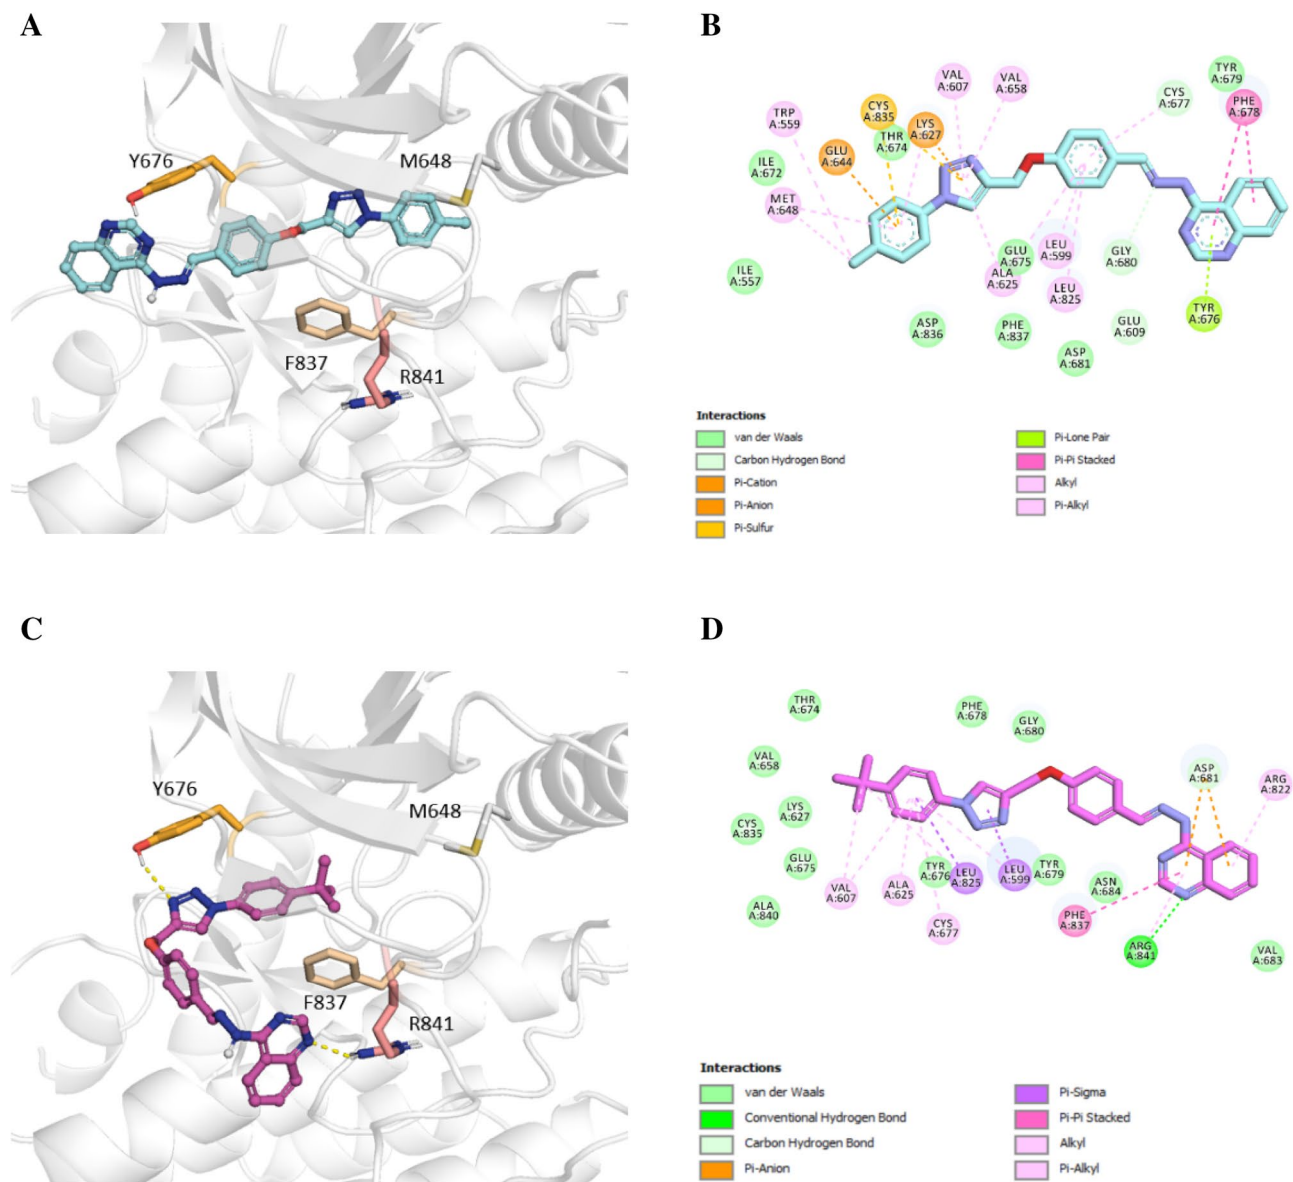 A
Y676
M648
F837
R841
B
VAL
A:607
VAL
A:658
TYR
A:679
CYS
A:677
PHE
A:678
TRP
A:559
CYS
A:835
THR
A:674
LYS
A:627
GLU
A:644
ILE
A:672
MET
A:648
ILE
A:557
GLU
A:675
LEU
A:599
ALA
A:625
LEU
A:825
GLY
A:680
TYR
A:676
ASP
A:836
PHE
A:837
GLU
A:609
ASP
A:681
Interactions
van der Waals
Carbon Hydrogen Bond
Pi-Cation
Pi-Anion
Pi-Sulfur
Pi-Lone Pair
Pi-Pi Stacked
Alkyl
Pi-Alkyl
C
Y676
M648
F837
R841
D
THR
A:674
PHE
A:678
GLY
A:680
VAL
A:658
ASP
A:681
ARG
A:822
LYS
A:627
CYS
A:835
GLU
A:675
TYR
A:676
LEU
A:825
LEU
A:599
TYR
A:679
ASN
A:684
VAL
A:607
ALA
A:625
ALA
A:840
CYS
A:677
PHE
A:837
ARG
A:841
VAL
A:683
Interactions
van der Waals
Conventional Hydrogen Bond
Carbon Hydrogen Bond
Pi-Anion
Pi-Sigma
Pi-Pi Stacked
Alkyl
Pi-Alkyl